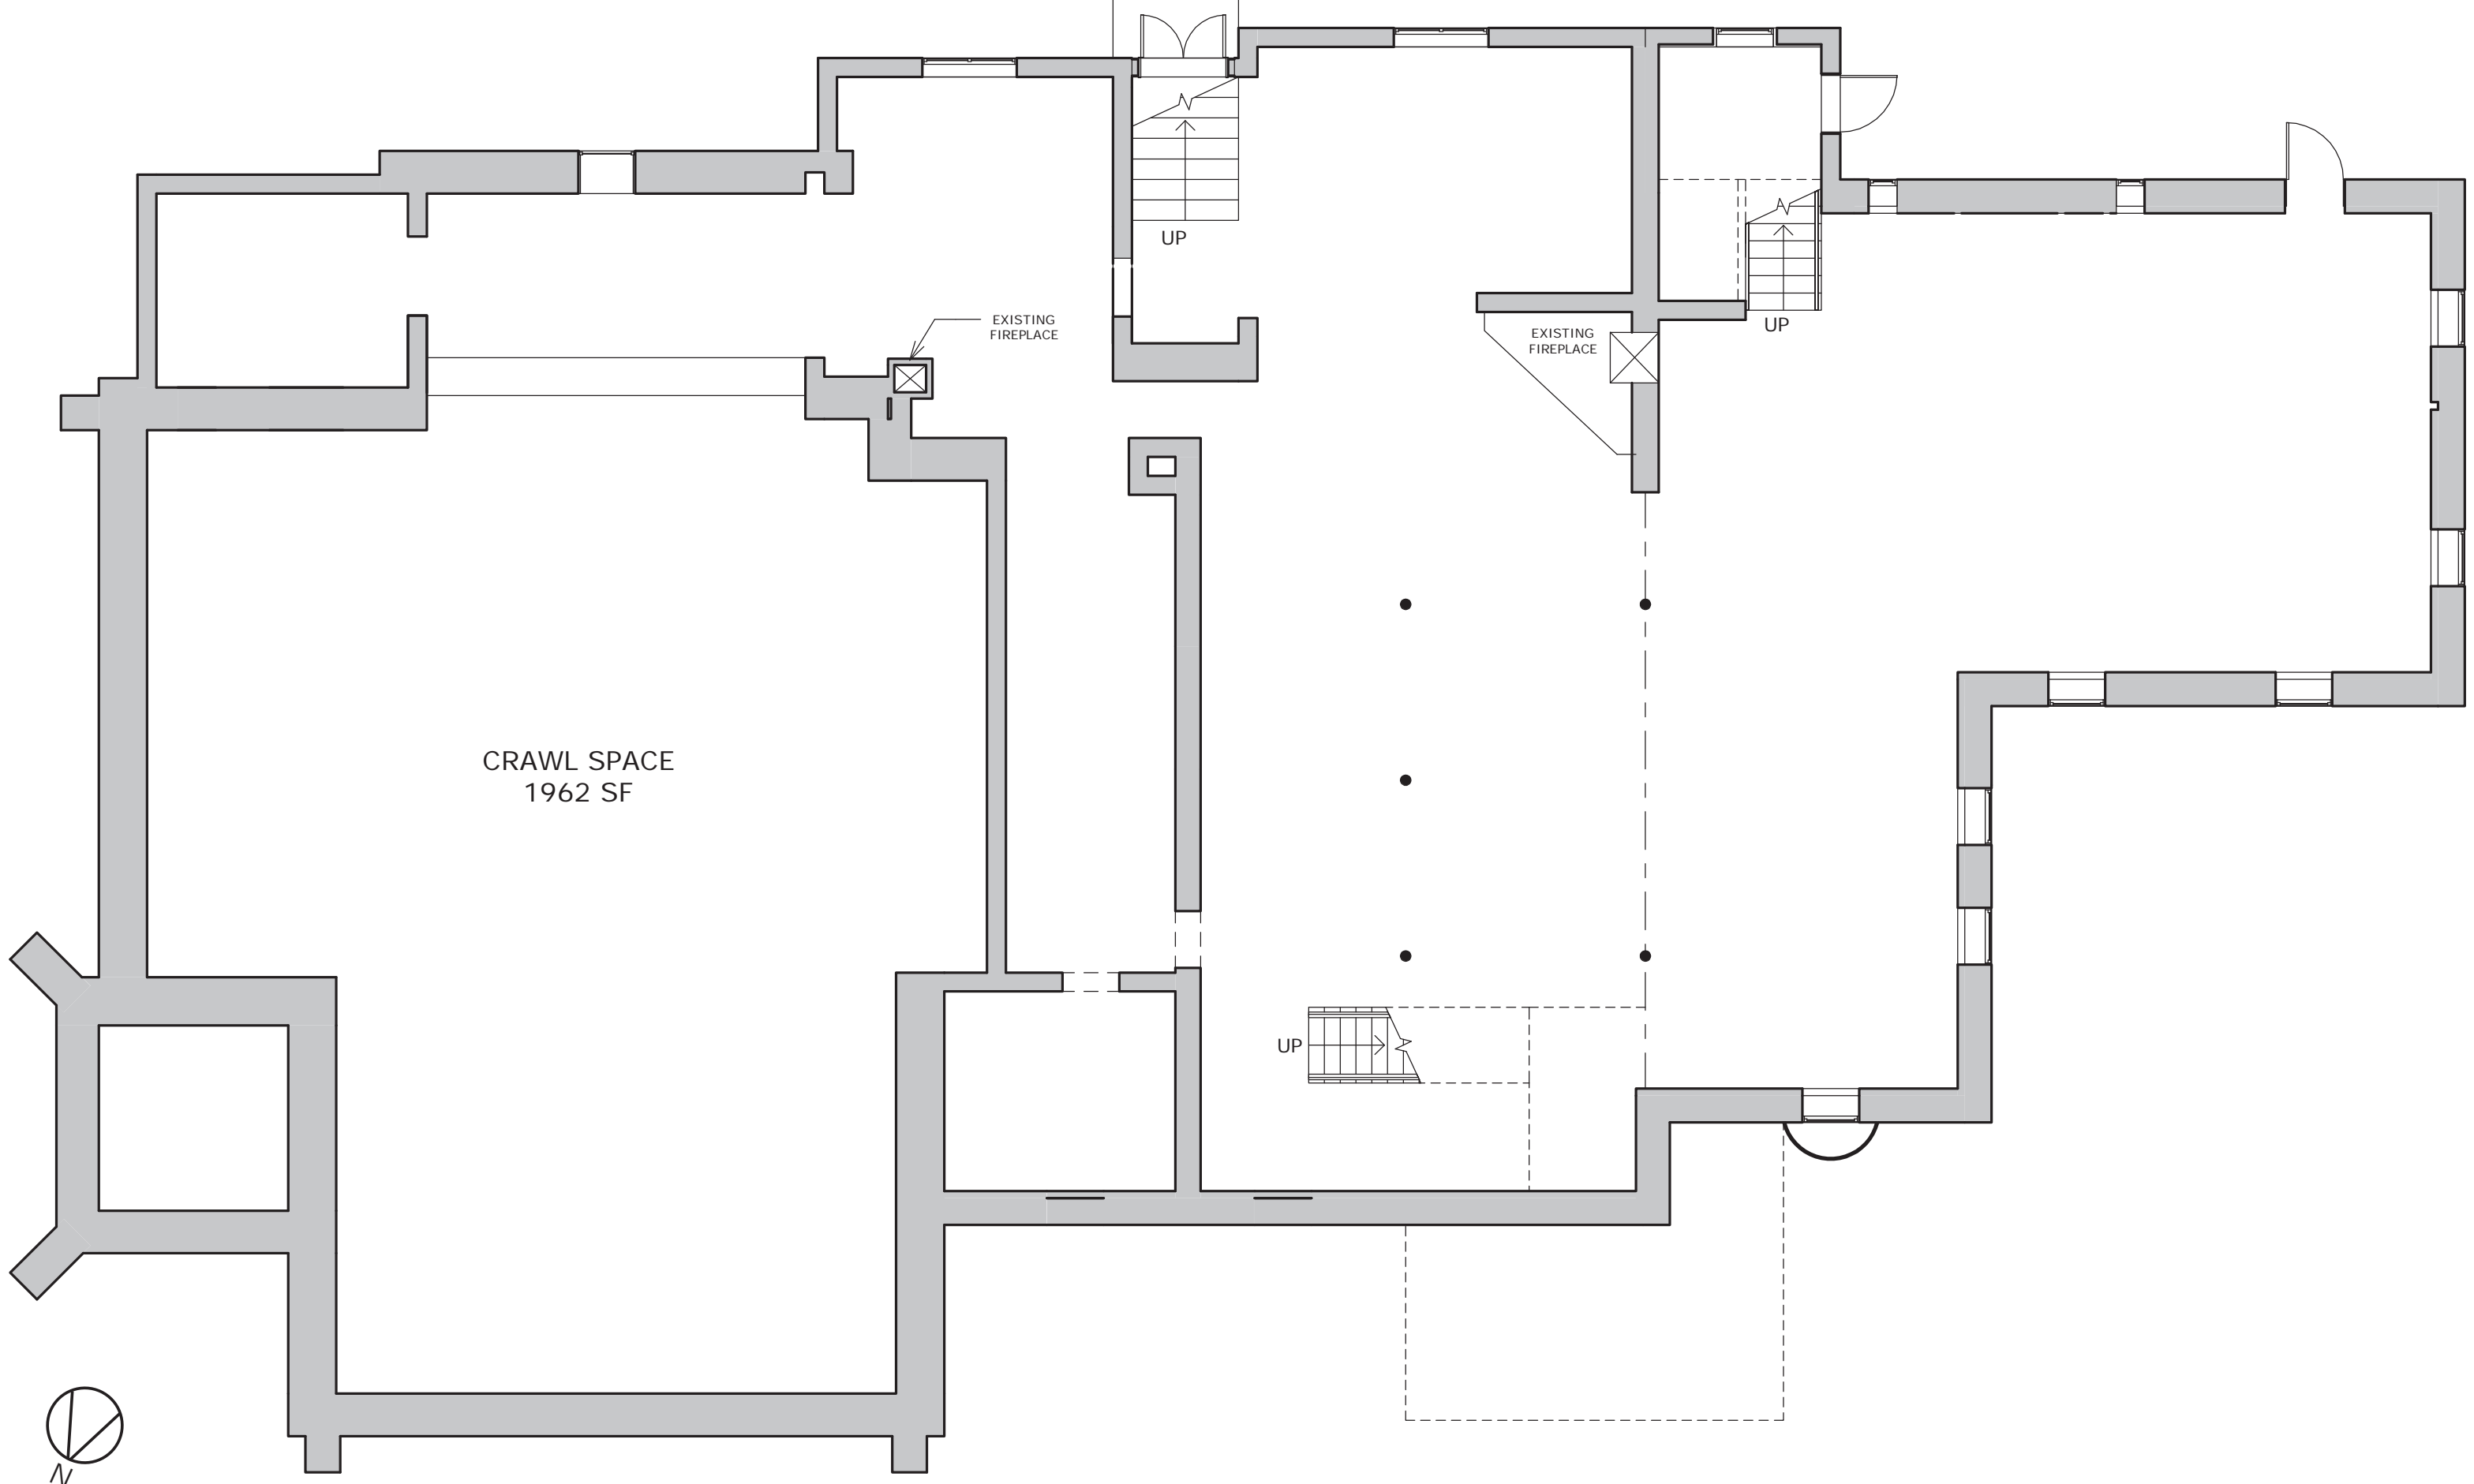 UP
EXISTING
FIREPLACE
EXISTING
FIREPLACE
UP
CRAWL SPACE
1962 SF
UP
N